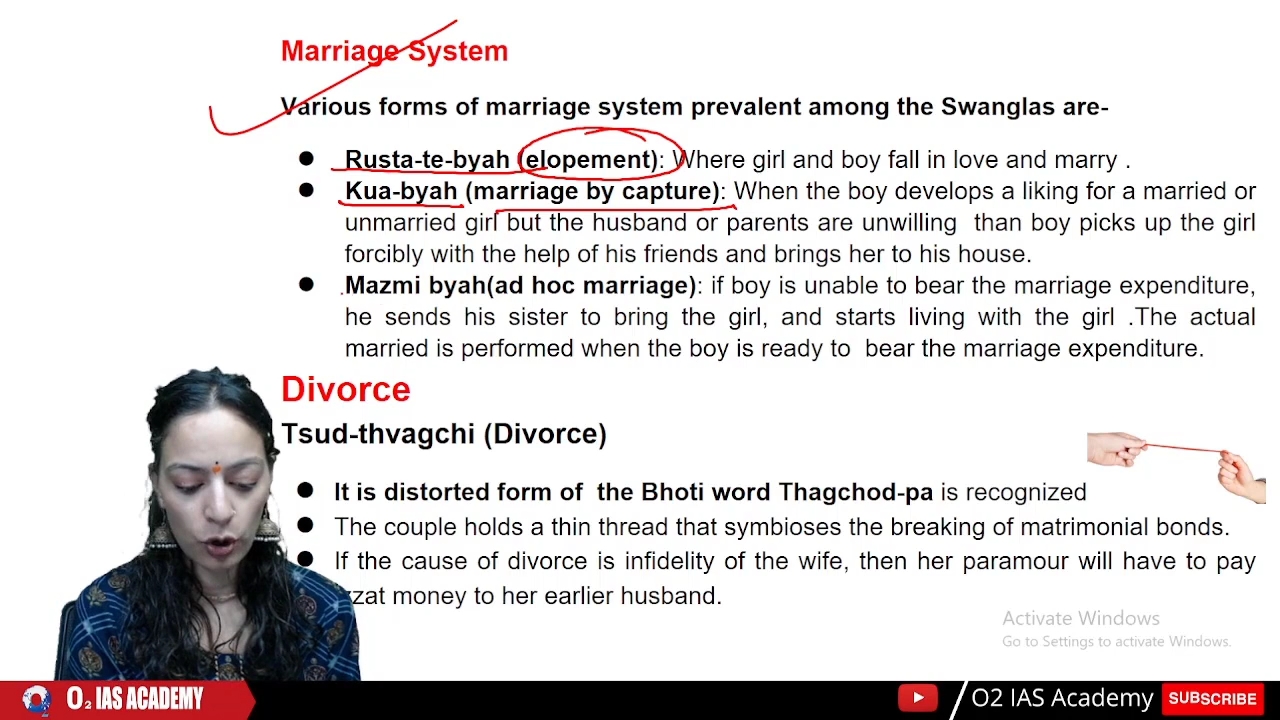 Marriage System
Various forms of marriage system prevalent among the Swanglas are-
● Rusta-te-byah (elopement): Where girl and boy fall in love and marry .
● Kua-byah (marriage by capture): When the boy develops a liking for a married or
unmarried girl but the husband or parents are unwilling than boy picks up the girl
forcibly with the help of his friends and brings her to his house.
● .Mazmi byah(ad hoc marriage): if boy is unable to bear the marriage expenditure,
he sends his sister to bring the girl, and starts living with the girl .The actual
married is performed when the boy is ready to bear the marriage expenditure.
Divorce
Tsud-thvagchi (Divorce)
● It is distorted form of the Bhoti word Thagchod-pa is recognized
● The couple holds a thin thread that symbioses the breaking of matrimonial bonds.
● If the cause of divorce is infidelity of the wife, then her paramour will have to pay
money to her earlier husband.
Activate Windows
Go to Settings to activate Windows.
O2 IAS ACADEMY
O2 IAS Academy SUBSCRIBE